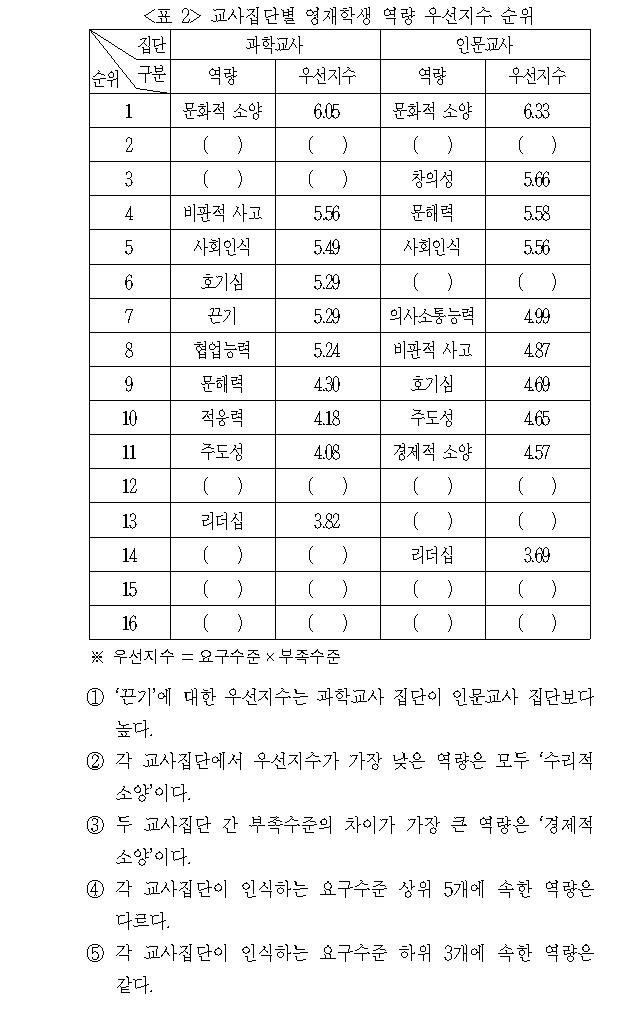 <표 2> 교사집단별 영재학생 역량 우선지수 순위
집단 과학교사 인문교사
순위 구분 역량 우선지수 역량 우선지수
1 문화적 소양 6.05 문화적 소양 6.33
2 ( ) ( ) ( ) ( )
3 ( ) ( ) 창의성 5.66
4 비판적 사고 5.56 문해력 5.58
5 사회인식 5.49 사회인식 5.56
6 호기심 5.29 ( ) ( )
7 끈기 5.29 의사소통능력 4.99
8 협업능력 5.24 비판적 사고 4.87
9 문해력 4.30 호기심 4.69
10 적응력 4.18 주도성 4.65
11 주도성 4.08 경제적 소양 4.57
12 ( ) ( ) ( ) ( )
13 리더십 3.82 ( ) ( )
14 ( ) ( ) 리더십 3.69
15 ( ) ( ) ( ) ( )
16 ( ) ( ) ( ) ( )
※ 우선지수 = 요구수준 × 부족수준
① '끈기'에 대한 우선지수는 과학교사 집단이 인문교사 집단보다
높다.
② 각 교사집단에서 우선지수가 가장 낮은 역량은 모두 '수리적
소양'이다.
③ 두 교사집단 간 부족수준의 차이가 가장 큰 역량은 '경제적
소양'이다.
④ 각 교사집단이 인식하는 요구수준 상위 5개에 속한 역량은
다르다.
⑤ 각 교사집단이 인식하는 요구수준 하위 3개에 속한 역량은
같다.